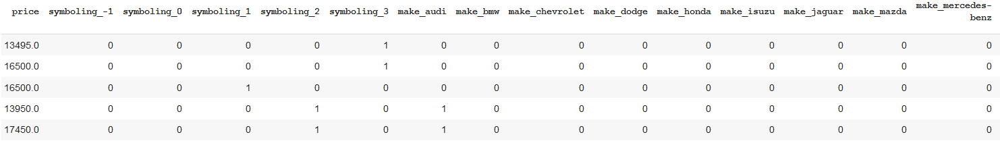 price symboling_-1 symboling_0 symboling_1 symboling_2 symboling_3 make_audi make_bmw make_chevrolet make_dodge make_honda make_isuzu make_jaguar make_mazda make_mercedes-
benz
13495.0 0 0 0 0 1 0 0 0 0 0 0 0 0 0
16500.0 0 0 0 0 1 0 0 0 0 0 0 0 0 0
16500.0 0 0 1 0 0 0 0 0 0 0 0 0 0 0
13950.0 0 0 0 1 0 1 0 0 0 0 0 0 0 0
17450.0 0 0 0 1 0 1 0 0 0 0 0 0 0 0